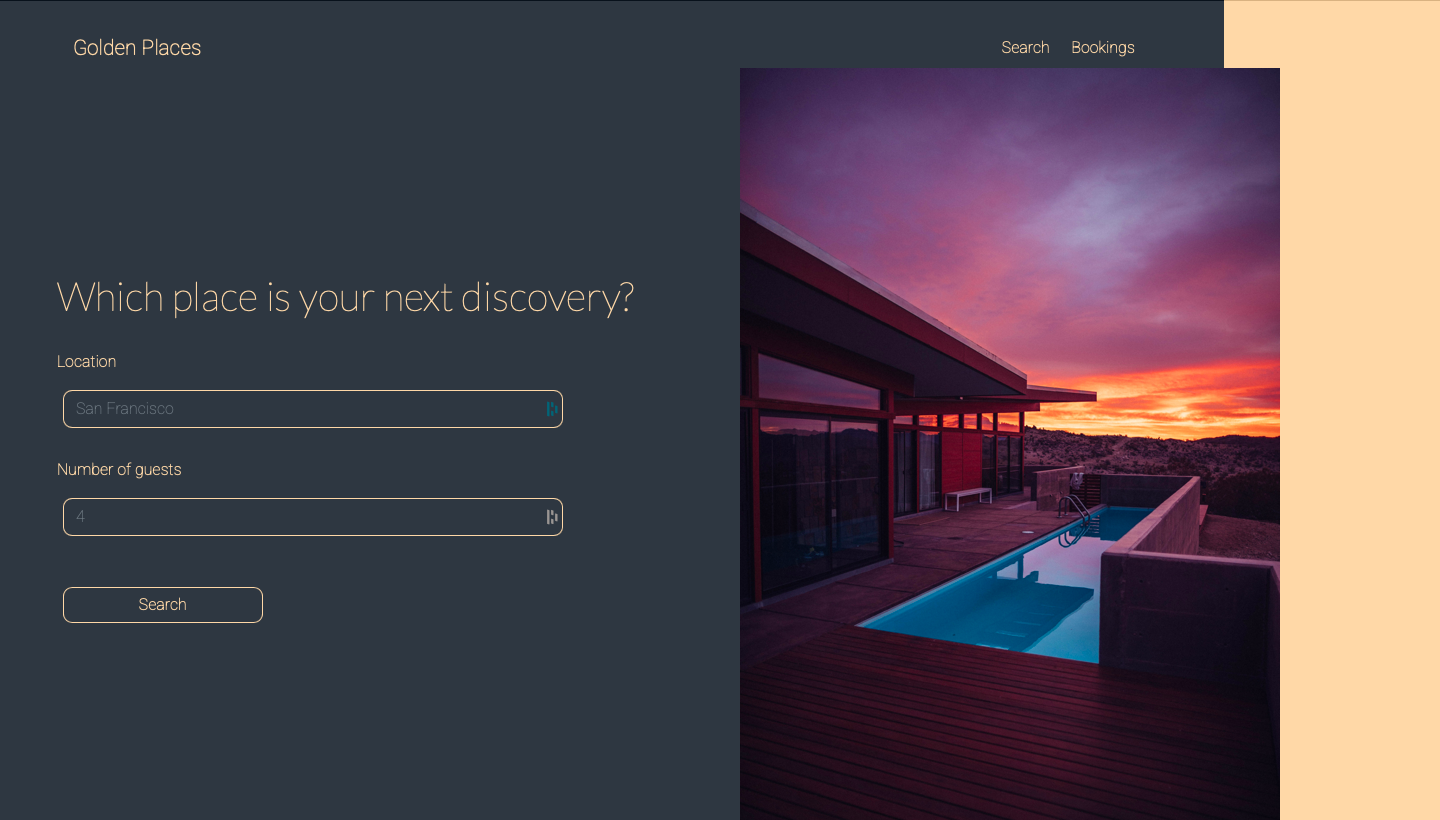 Golden Places
Search
Bookings
Which place is your next discovery?
Location
San Francisco
Number of guests
4
Search